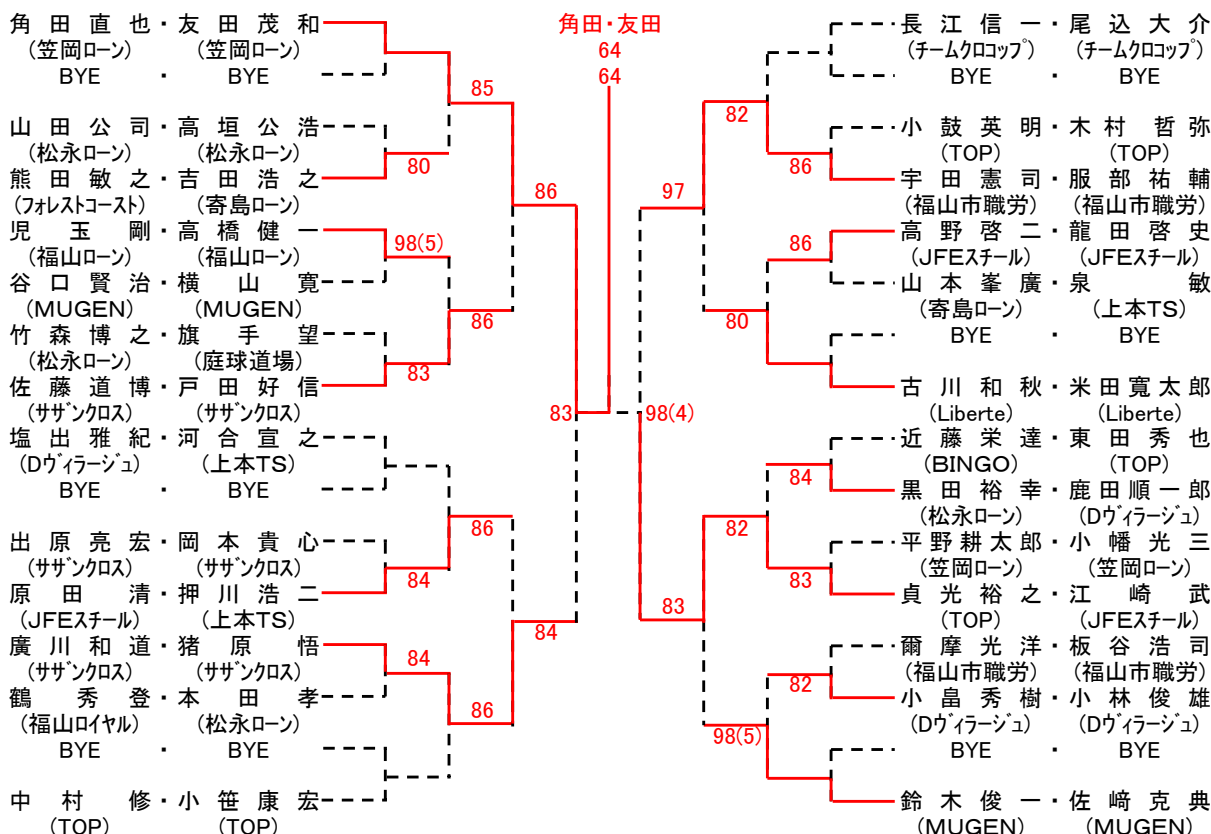 角田直也・友田茂和
(笠岡ローン) (笠岡ローン)
BYE ・ BYE
85
山田公司・高垣公浩
(松永ローン) (松永ローン)
80
熊田敏之・吉田浩之
(フォレストコースト) (寄島ローン)
86
児玉剛・高橋健一
(福山ローン) (福山ローン)
98(5)
谷口賢治・横山寛
(MUGEN) (MUGEN)
86
竹森博之・旗手望
(松永ローン) (庭球道場)
83
佐藤道博・戸田好信
(サザンクロス) (サザンクロス)
83
塩出雅紀・河合宣之
(Dヴィラージュ) (上本TS)
BYE ・ BYE
86
出原亮宏・岡本貴心
(サザンクロス) (サザンクロス)
84
原田清・押川浩二
(JFEスチール) (上本TS)
84
廣川和道・猪原悟
(サザンクロス) (サザンクロス)
84
鶴秀登・本田孝
(福山ロイヤル) (松永ローン)
86
BYE ・ BYE
中村修・小笹康宏
(TOP) (TOP)
角田・友田
64
64
長江信一・尾込大介
(チームクロコップ) (チームクロコップ)
BYE ・ BYE
82
小鼓英明・木村哲弥
(TOP) (TOP)
86
宇田憲司・服部祐輔
(福山市職労) (福山市職労)
97
高野啓二・龍田啓史
(JFEスチール) (JFEスチール)
86
山本峯廣・泉敏
(寄島ローン) (上本TS)
80
BYE ・ BYE
古川和秋・米田寛太郎
(Liberte) (Liberte)
98(4)
近藤栄達・東田秀也
(BINGO) (TOP)
84
黒田裕幸・鹿田順一郎
(松永ローン) (Dヴィラージュ)
82
平野耕太郎・小幡光三
(笠岡ローン) (笠岡ローン)
83
貞光裕之・江崎武
(TOP) (JFEスチール)
83
爾摩光洋・板谷浩司
(福山市職労) (福山市職労)
82
小畠秀樹・小林俊雄
(Dヴィラージュ) (Dヴィラージュ)
98(5)
BYE ・ BYE
鈴木俊一・佐﨑克典
(MUGEN) (MUGEN)